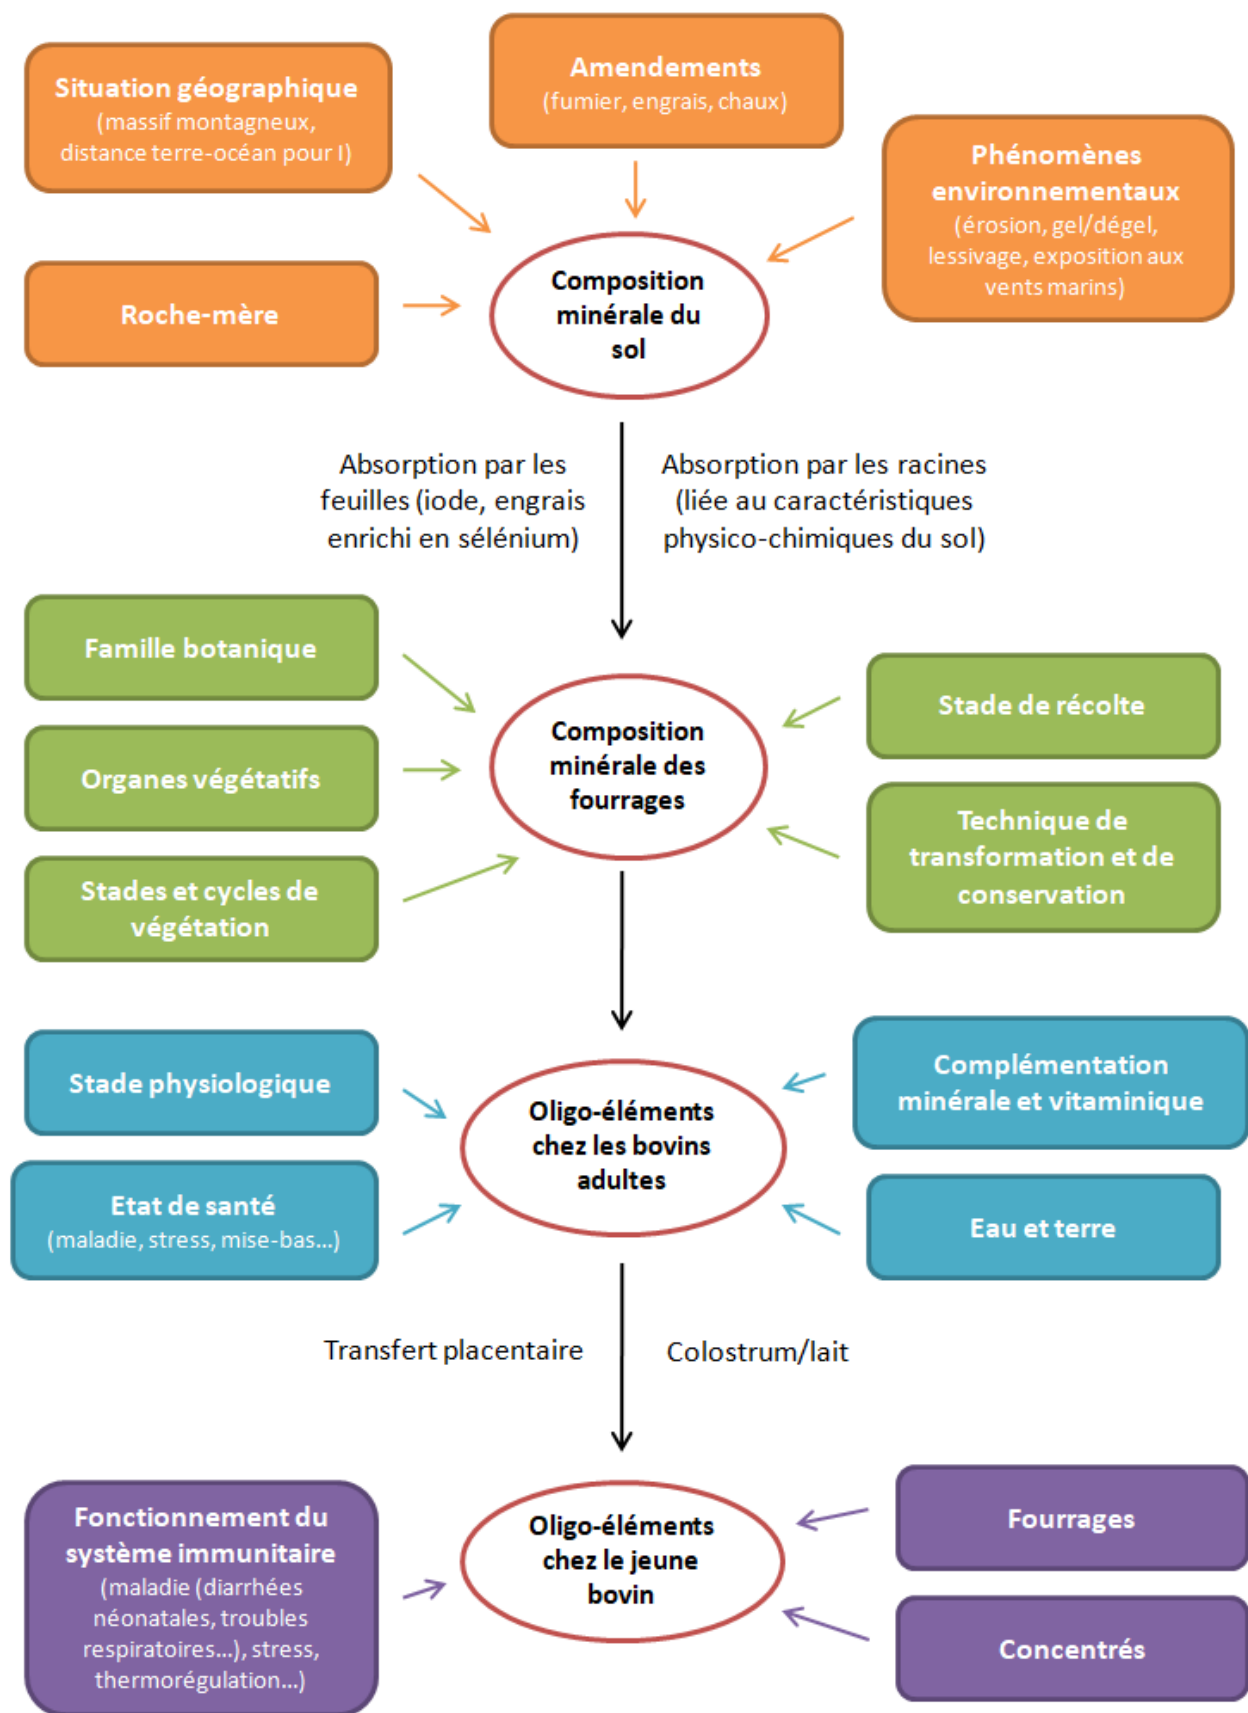 Situation géographique
(massif montagneux,
distance terre-océan pour I)
Amendements
(fumier, engrais, chaux)
Phénomènes
environnementaux
(érosion, gel/dégel,
lessivage, exposition aux
vents marins)
Roche-mère
Composition
minérale du
sol
Absorption par les
feuilles (iode, engrais
enrichi en sélénium)
Absorption par les racines
(liée au caractéristiques
physico-chimiques du sol)
Famille botanique
Organes végétatifs
Stades et cycles de
végétation
Composition
minérale des
fourrages
Stade de récolte
Technique de
transformation et de
conservation
Stade physiologique
Etat de santé
(maladie, stress, mise-bas...)
Oligo-éléments
chez les bovins
adultes
Complémentation
minérale et vitaminique
Eau et terre
Transfert placentaire
Colostrum/lait
Fonctionnement du
système immunitaire
(maladie (diarrhées
néonatales, troubles
respiratoires...), stress,
thermorégulation...)
Oligo-éléments
chez le jeune
bovin
Fourrages
Concentrés